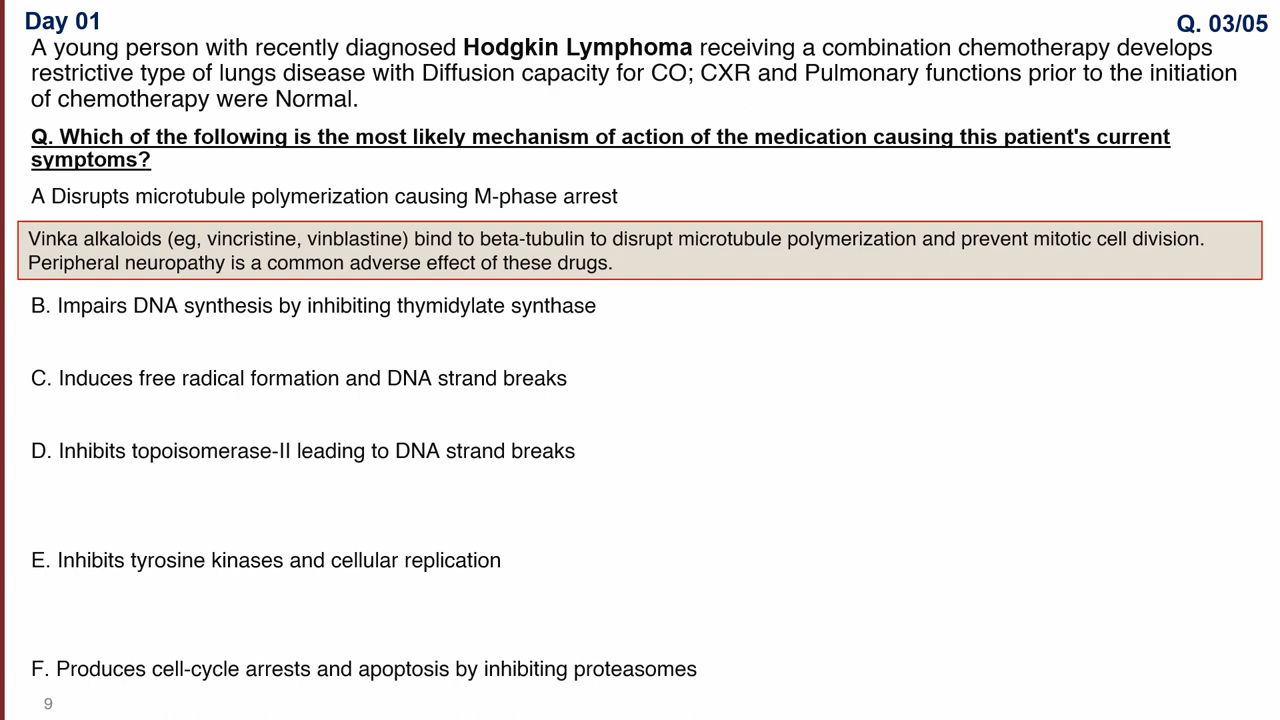 Day 01
Q. 03/05
A young person with recently diagnosed Hodgkin Lymphoma receiving a combination chemotherapy develops
restrictive type of lungs disease with Diffusion capacity for CO; CXR and Pulmonary functions prior to the initiation
of chemotherapy were Normal.
Q. Which of the following is the most likely mechanism of action of the medication causing this patient's current
symptoms?
A Disrupts microtubule polymerization causing M-phase arrest
Vinka alkaloids (eg, vincristine, vinblastine) bind to beta-tubulin to disrupt microtubule polymerization and prevent mitotic cell division.
Peripheral neuropathy is a common adverse effect of these drugs.
B. Impairs DNA synthesis by inhibiting thymidylate synthase
C. Induces free radical formation and DNA strand breaks
D. Inhibits topoisomerase-II leading to DNA strand breaks
E. Inhibits tyrosine kinases and cellular replication
F. Produces cell-cycle arrests and apoptosis by inhibiting proteasomes
9